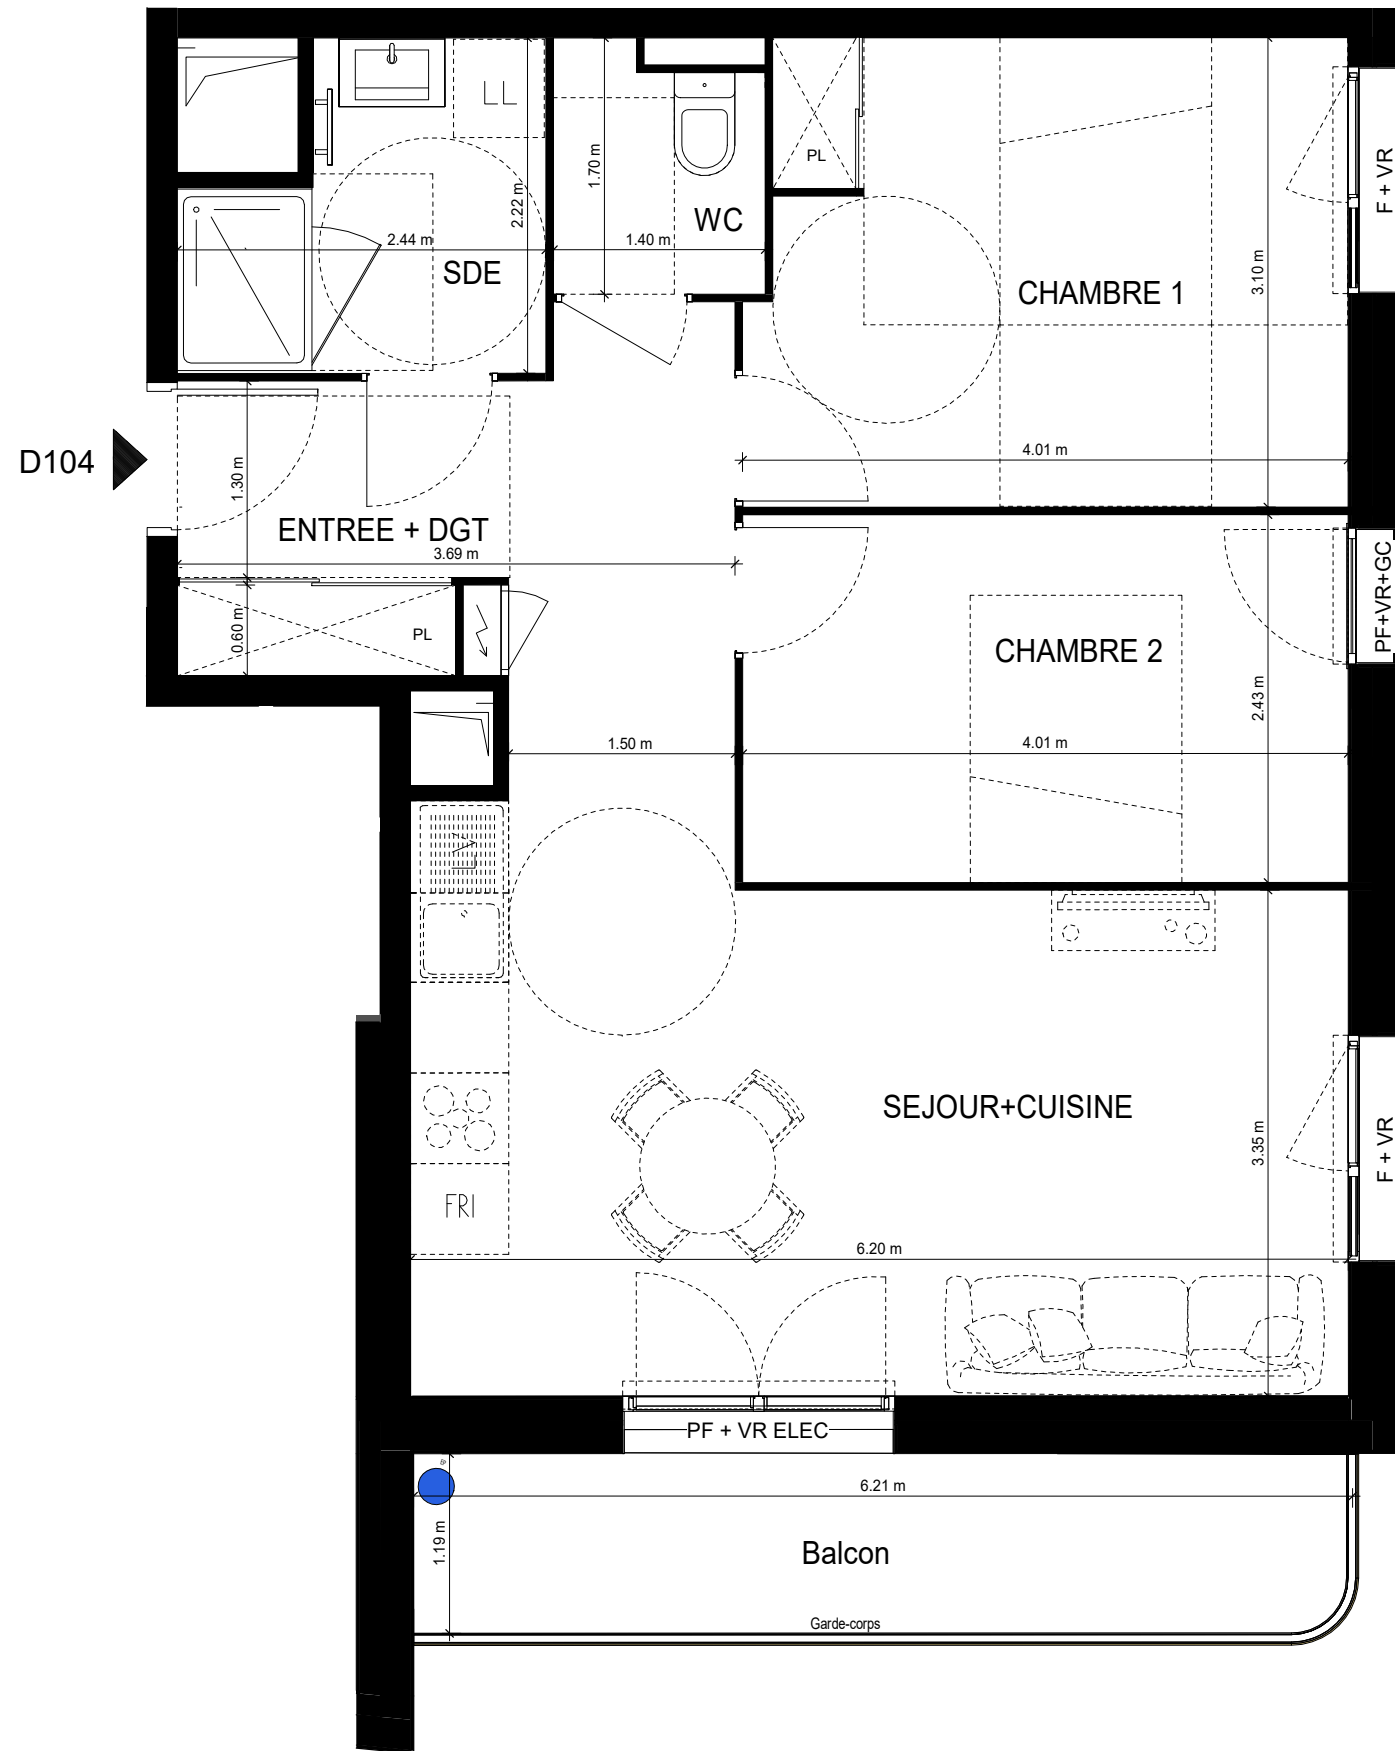 LL
PL
1.70 m
2.22 m
WC
2.44 m
1.40 m
SDE
F + VR
CHAMBRE 1
3.10 m
D104
4.01 m
1.30 m
ENTREE + DGT
3.69 m
PF+VR+GC
0.60 m
PL
CHAMBRE 2
2.43 m
1.50 m
4.01 m
LV
SEJOUR+CUISINE
3.35 m
F + VR
FRI
6.20 m
PF + VR ELEC
6.21 m
1.19 m
Balcon
Garde-corps